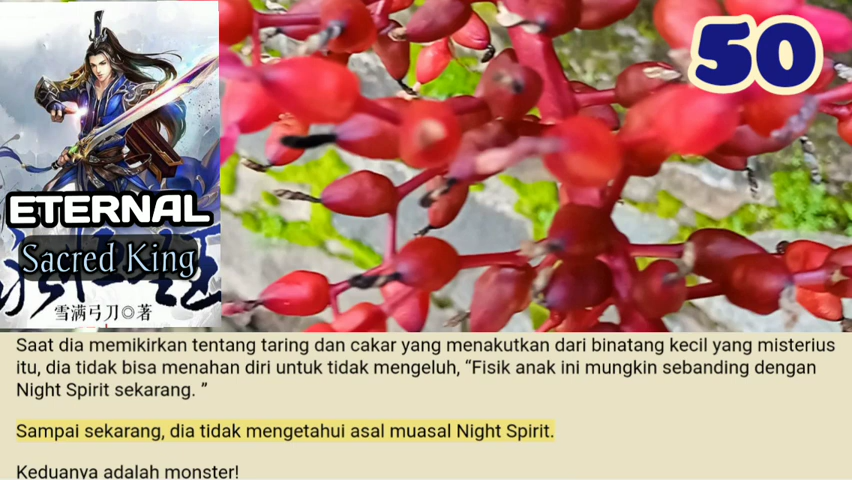 50
ETERNAL
Sacred King
雪满弓刀◎著
Saat dia memikirkan tentang taring dan cakar yang menakutkan dari binatang kecil yang misterius
itu, dia tidak bisa menahan diri untuk tidak mengeluh, “Fisik anak ini mungkin sebanding dengan
Night Spirit sekarang. ”
Sampai sekarang, dia tidak mengetahui asal muasal Night Spirit.
Keduanya adalah monster!